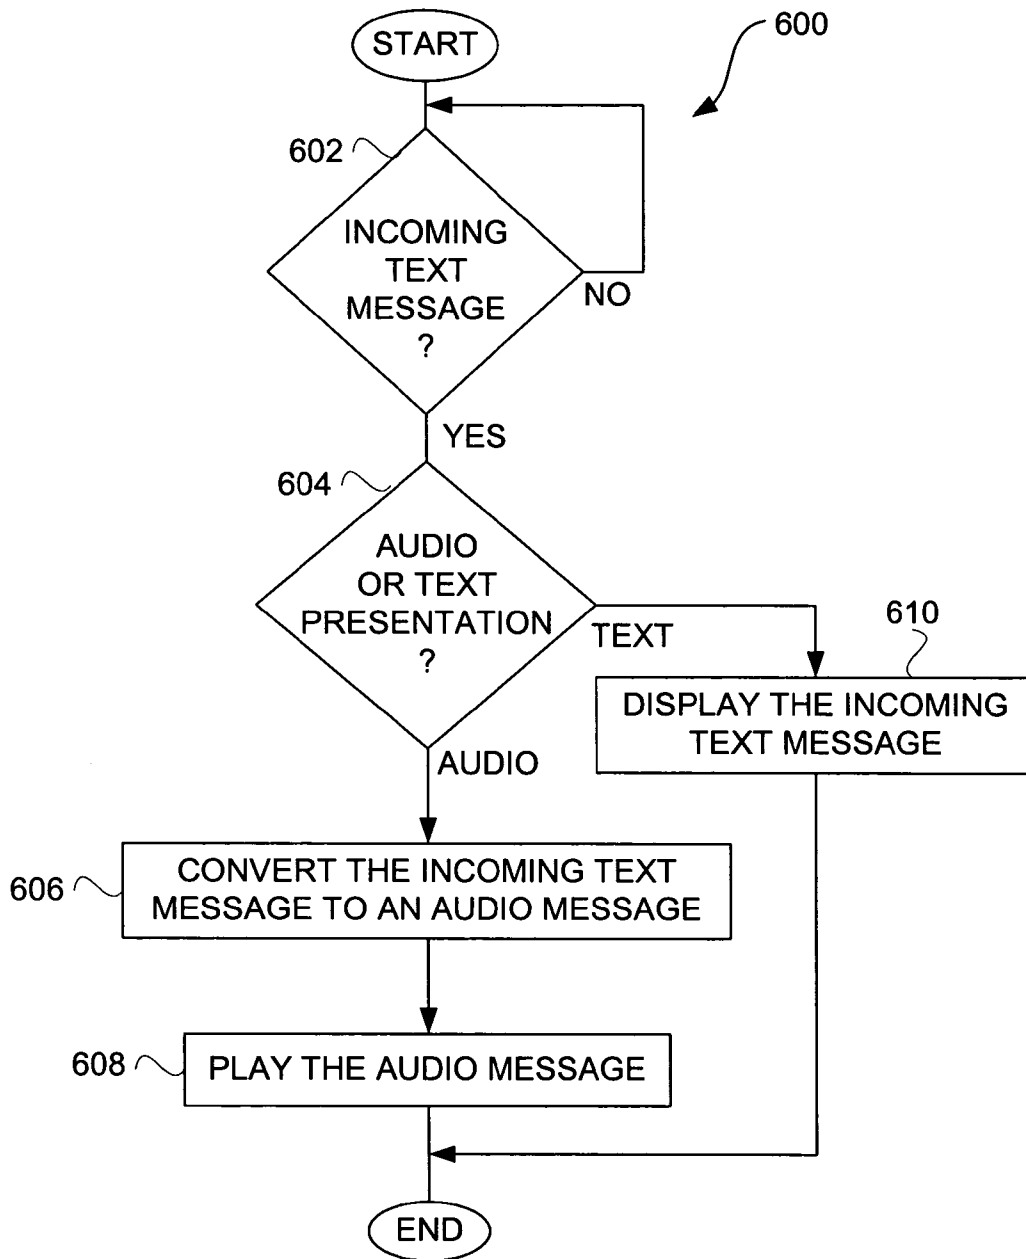 START
600
602
INCOMING
TEXT
MESSAGE
?
NO
YES
604
AUDIO
OR TEXT
PRESENTATION
?
TEXT
610
DISPLAY THE INCOMING
TEXT MESSAGE
AUDIO
606
CONVERT THE INCOMING TEXT
MESSAGE TO AN AUDIO MESSAGE
608
PLAY THE AUDIO MESSAGE
END